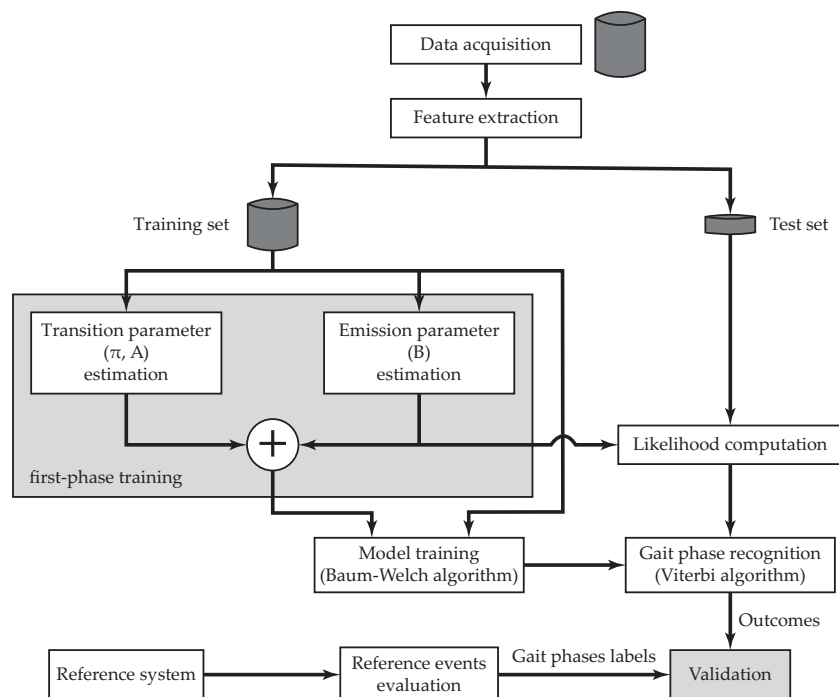 Data acquisition
Feature extraction
Training set
Test set
Transition parameter
(π, A)
estimation
Emission parameter
(B)
estimation
+
Likelihood computation
first-phase training
Model training
(Baum-Welch algorithm)
Gait phase recognition
(Viterbi algorithm)
Outcomes
Reference system
Reference events
evaluation
Gait phases labels
Validation